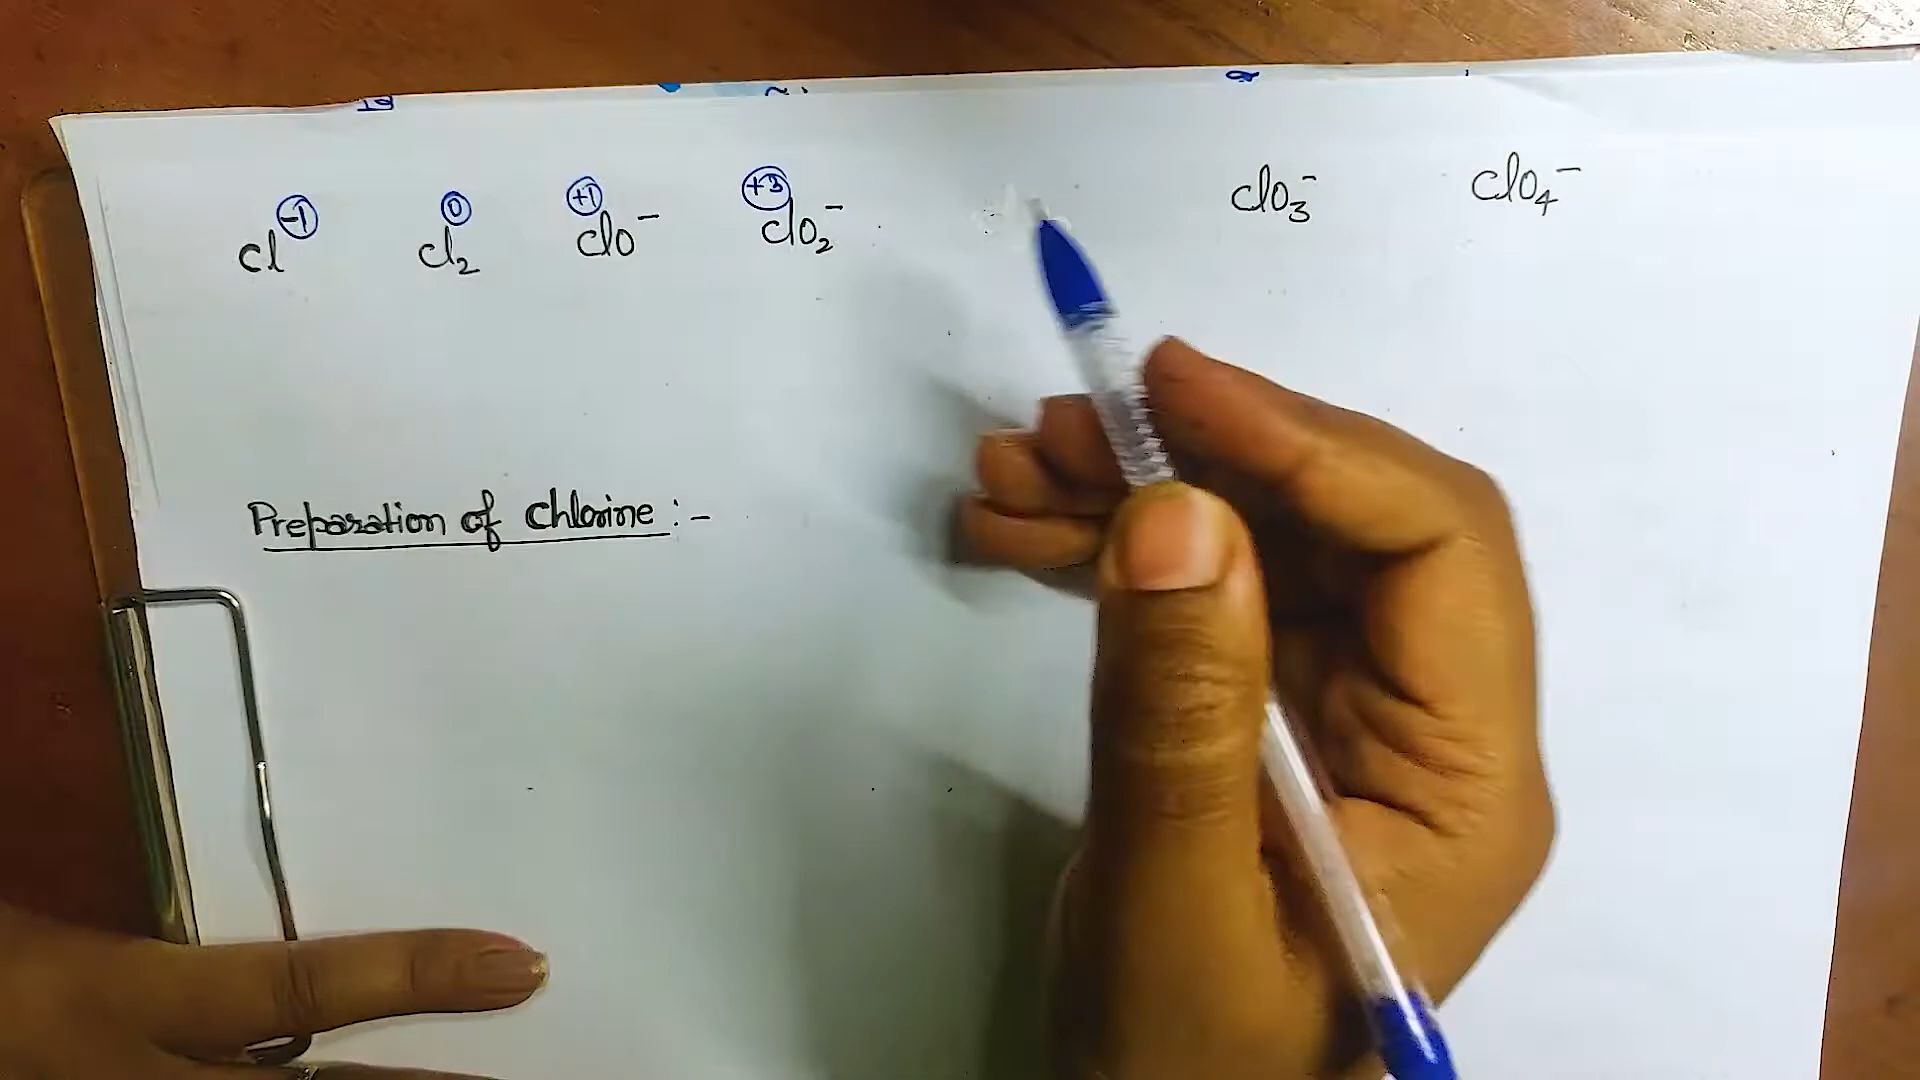 -1 0 +1 +3
Cl Cl2 ClO⁻ ClO2⁻ ClO3⁻ ClO4⁻
Preparation of Chlorine :-